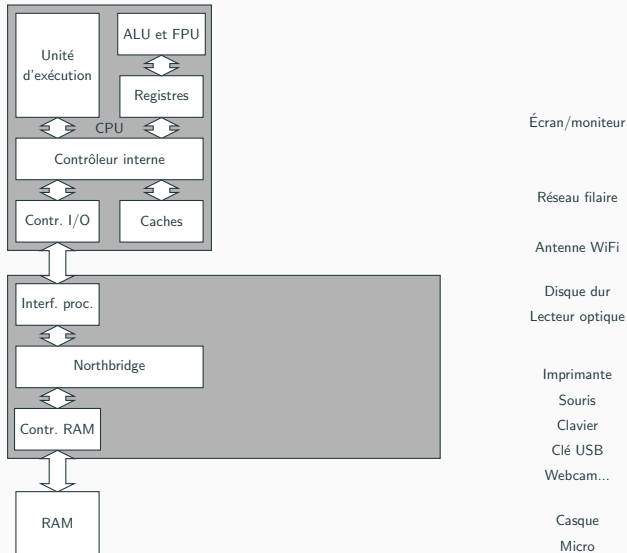 Unité
d'exécution
ALU et FPU
Registres
CPU
Contrôleur interne
Contr. I/O
Caches
Interf. proc.
Northbridge
Contr. RAM
RAM
Écran/moniteur
Réseau filaire
Antenne WiFi
Disque dur
Lecteur optique
Imprimante
Souris
Clavier
Clé USB
Webcam...
Casque
Micro